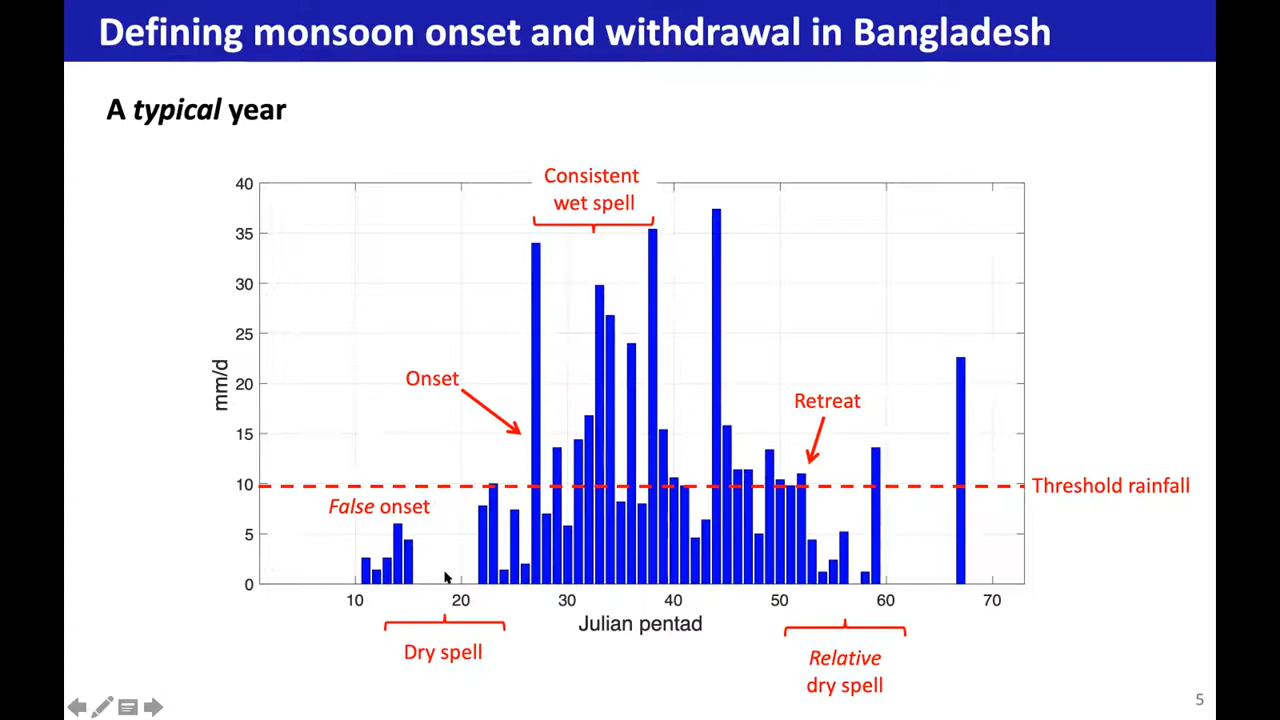 Defining monsoon onset and withdrawal in Bangladesh
A typical year
Consistent
wet spell
40
35
30
25
20
15
10
5
0
mm/d
Onset
Retreat
Threshold rainfall
False onset
10
20
30
40
50
60
70
Julian pentad
Dry spell
Relative
dry spell
5